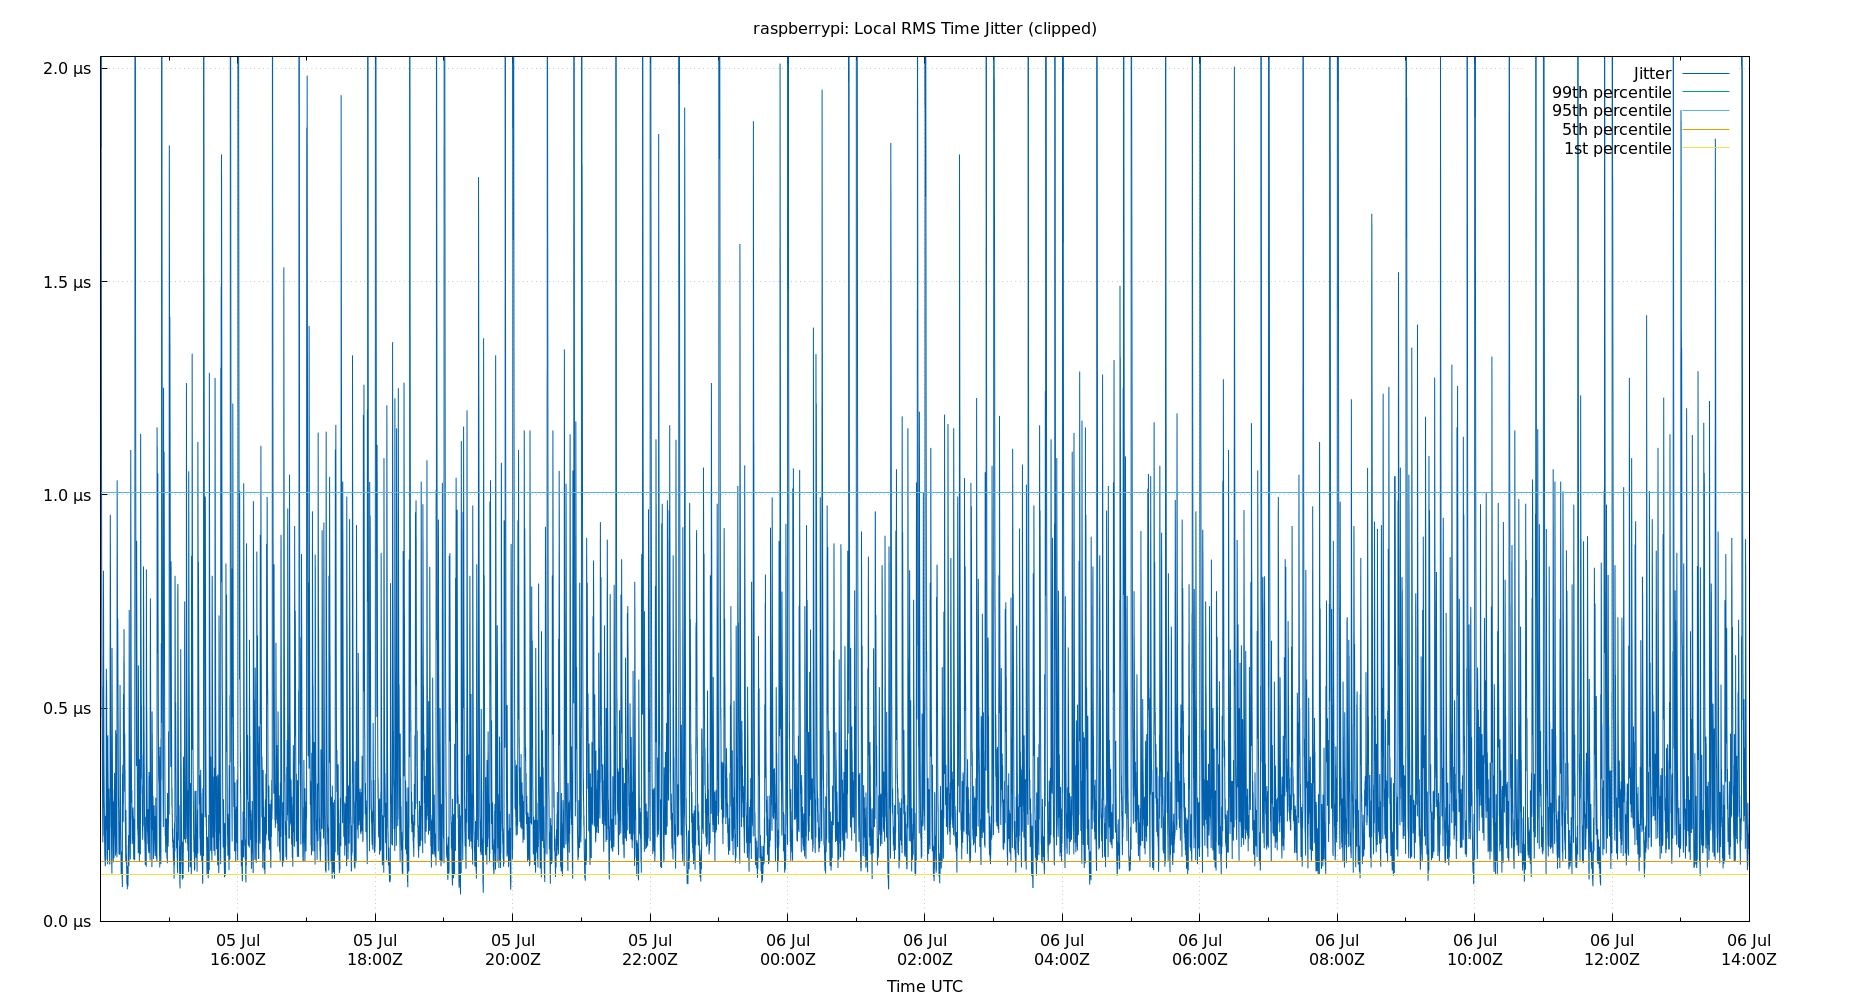 raspberrypi: Local RMS Time Jitter (clipped)
2.0 µs
1.5 µs
1.0 µs
0.5 µs
0.0 µs
Jitter
99th percentile
95th percentile
5th percentile
1st percentile
05 Jul 05 Jul 05 Jul 05 Jul 06 Jul 06 Jul 06 Jul 06 Jul 06 Jul 06 Jul 06 Jul 06 Jul
16:00Z 18:00Z 20:00Z 22:00Z 00:00Z 02:00Z 04:00Z 06:00Z 08:00Z 10:00Z 12:00Z 14:00Z
Time UTC